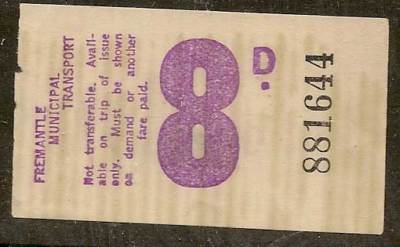 FREMANTLE
MUNICIPAL
TRANSPORT
Not transferable. Avail-
able on trip of issue
only. Must be shown
on demand or another
fare paid.
8.D
881644